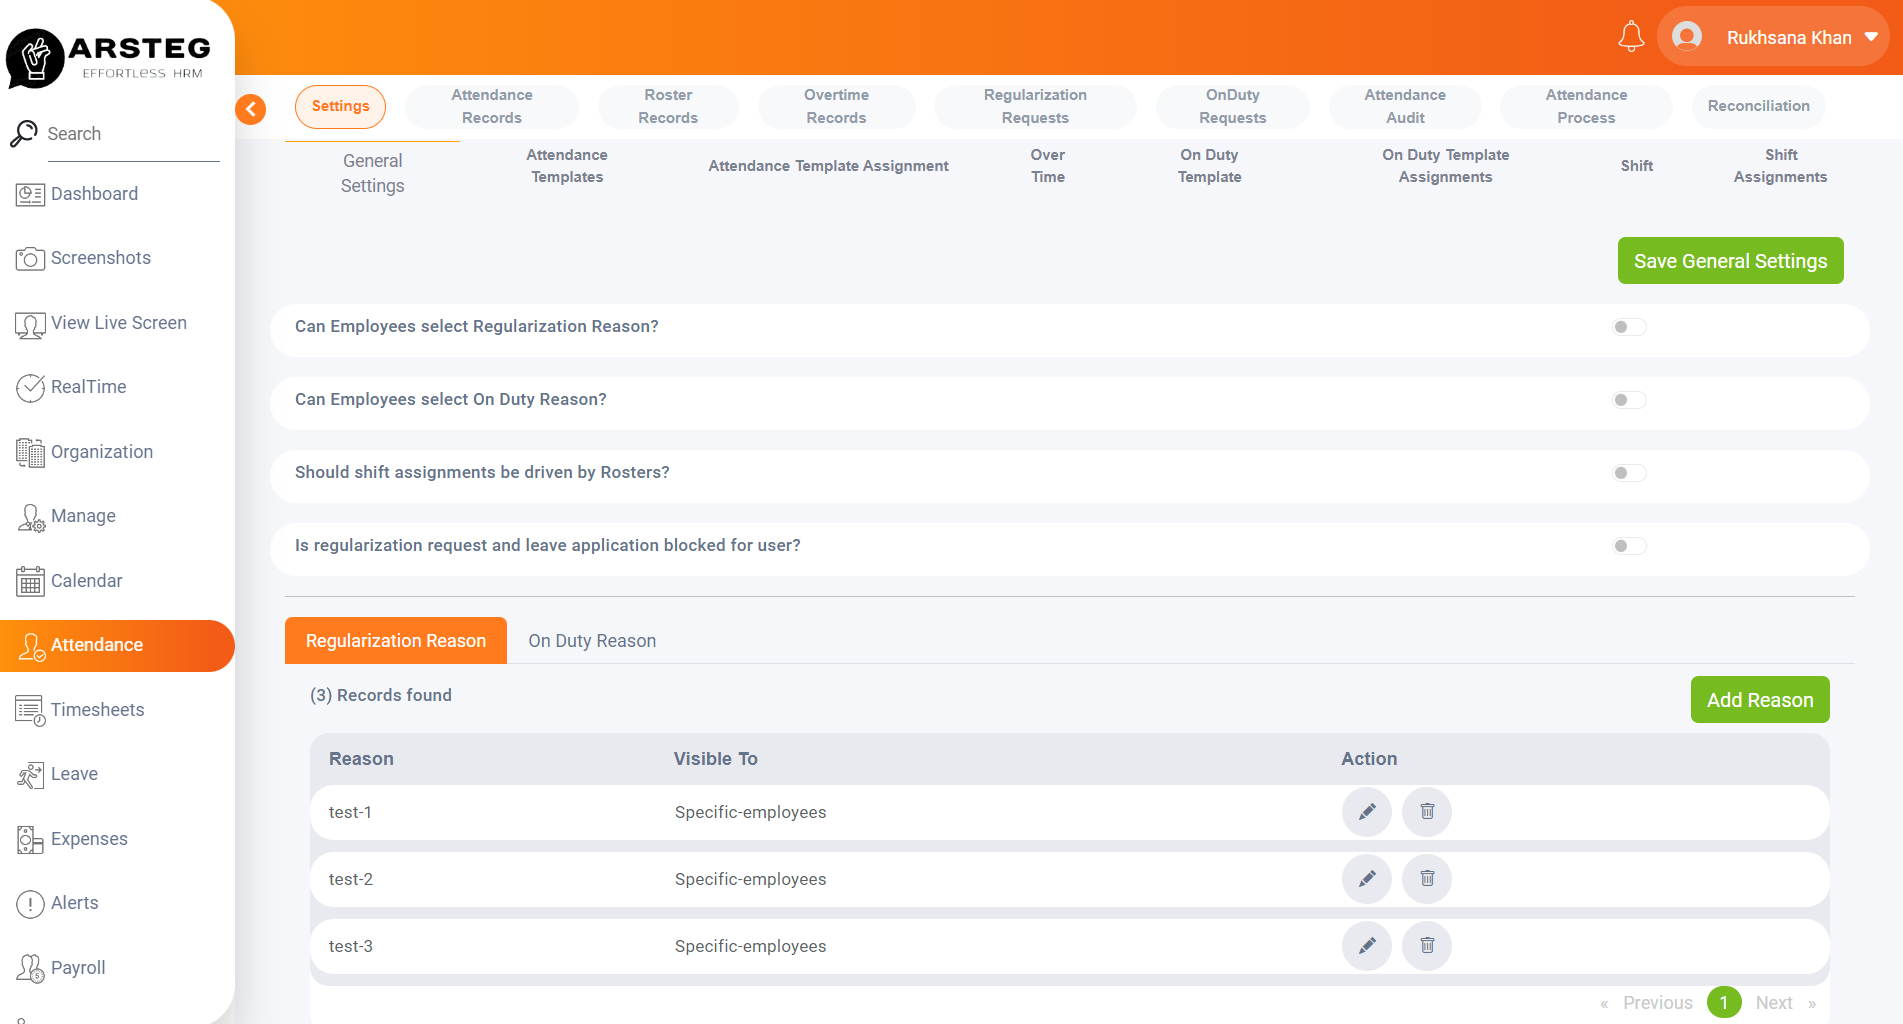 ARSTEG
EFFORTLESS HRM
Search
Dashboard
Screenshots
View Live Screen
RealTime
Organization
Manage
Calendar
Attendance
Timesheets
Leave
Expenses
Alerts
Payroll
Rukhsana Khan
Settings
Attendance
Records
Roster
Records
Overtime
Records
Regularization
Requests
OnDuty
Requests
Attendance
Audit
Attendance
Process
Reconciliation
General
Settings
Attendance
Templates
Attendance Template Assignment
Over
Time
On Duty
Template
On Duty Template
Assignments
Shift
Shift
Assignments
Save General Settings
Can Employees select Regularization Reason?
Can Employees select On Duty Reason?
Should shift assignments be driven by Rosters?
Is regularization request and leave application blocked for user?
Regularization Reason
On Duty Reason
(3) Records found
Add Reason
Reason Visible To Action
test-1 Specific-employees
test-2 Specific-employees
test-3 Specific-employees
« Previous 1 Next »